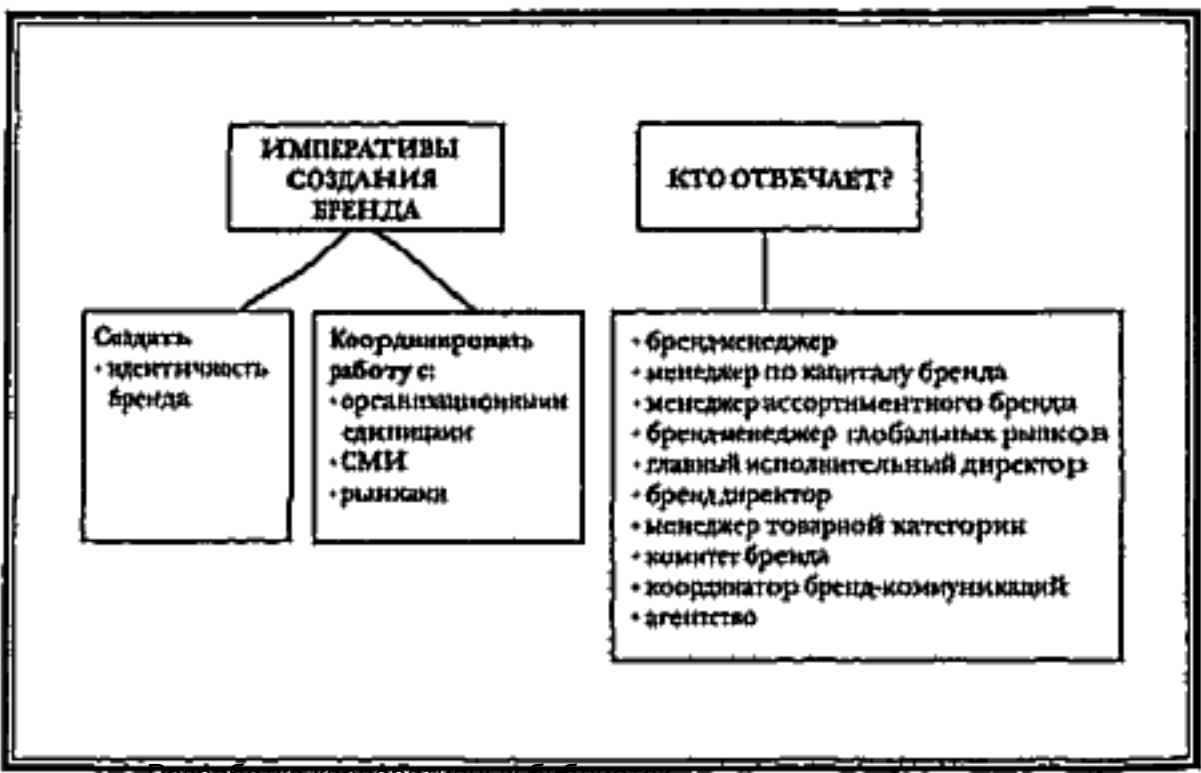 ИМПЕРАТИВЫ
СОЗДАНИЯ
БРЕНДА
КТО ОТВЕЧАЕТ?
Создать
• идентичность
бренда
Координировать
работу с:
• организационными
единицами
• СМИ
• рынками
• бренд-менеджер
• менеджер по капиталу бренда
• менеджер ассортиментного бренда
• бренд-менеджер глобальных рынков
• главный исполнительный директор
• бренд директор
• менеджер товарной категории
• комитет бренда
• координатор бренд-коммуникаций
• агентство